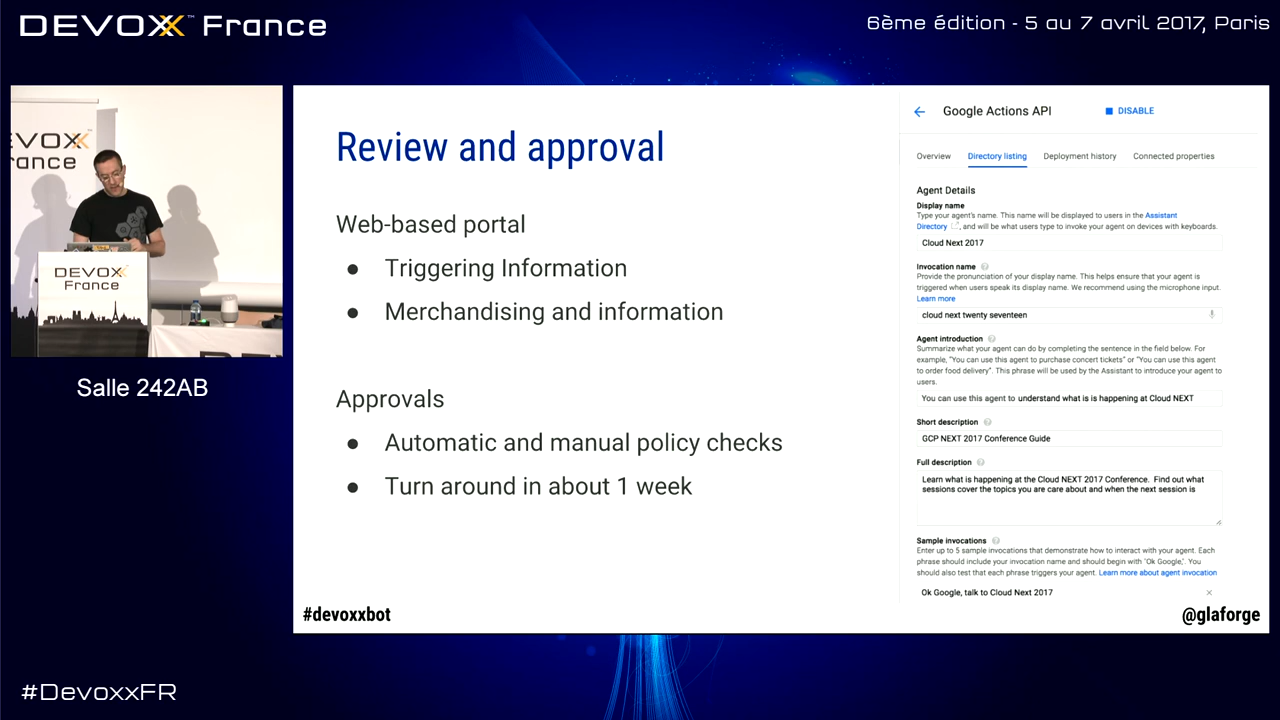 DEVOXX™ France
6ème édition - 5 au 7 avril 2017, Paris
EVOXX™
rance
DEVOXX
France
Salle 242AB
#DevoxxFR
Review and approval
Web-based portal
● Triggering Information
● Merchandising and information
Approvals
● Automatic and manual policy checks
● Turn around in about 1 week
#devoxxbot
@glaforge
Google Actions API
DISABLE
Overview Directory listing Deployment history Connected properties
Agent Details
Display name
Type your agent's name. This name will be displayed to users in the Assistant
Directory , and will be what users type to invoke your agent on devices with keyboards.
Cloud Next 2017
Invocation name
Provide the pronunciation of your display name. This helps ensure that your agent is
triggered when users speak its display name. We recommend using the microphone input.
Learn more
cloud next twenty seventeen
Agent introduction
Summarize what your agent can do by completing the sentence in the field below. For
example, "You can use this agent to purchase concert tickets" or "You can use this agent
to order food delivery". This phrase will be used by the Assistant to introduce your agent to
users.
You can use this agent to understand what is is happening at Cloud NEXT
Short description
GCP NEXT 2017 Conference Guide
Full description
Learn what is happening at the Cloud NEXT 2017 Conference. Find out what
sessions cover the topics you are care about and when the next session is
Sample invocations
Enter up to 5 sample invocations that demonstrate how to interact with your agent. Each
phrase should include your invocation name and should begin with "Ok Google,". You
should also test that each phrase triggers your agent. Learn more about agent invocation
Ok Google, talk to Cloud Next 2017